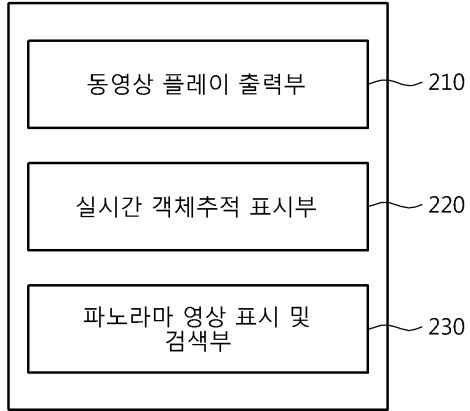 동영상 플레이 출력부
210
실시간 객체추적 표시부
220
파노라마 영상 표시 및
검색부
230